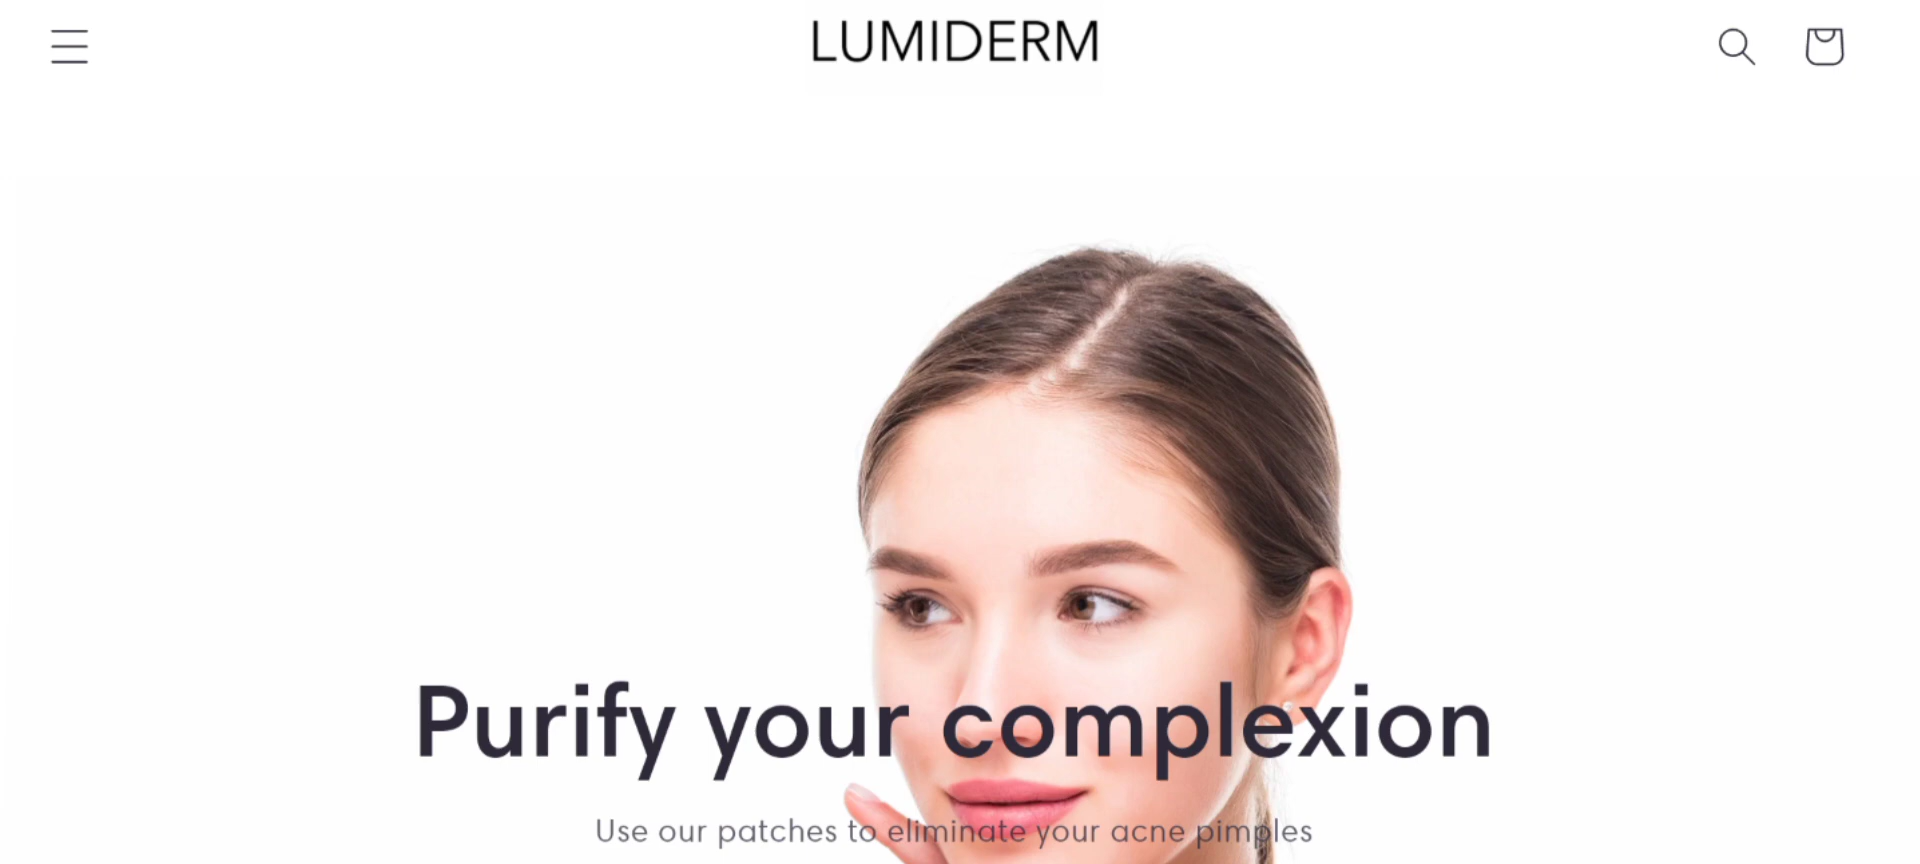 LUMIDERM
Purify your complexion
Use our patches to eliminate your acne pimples